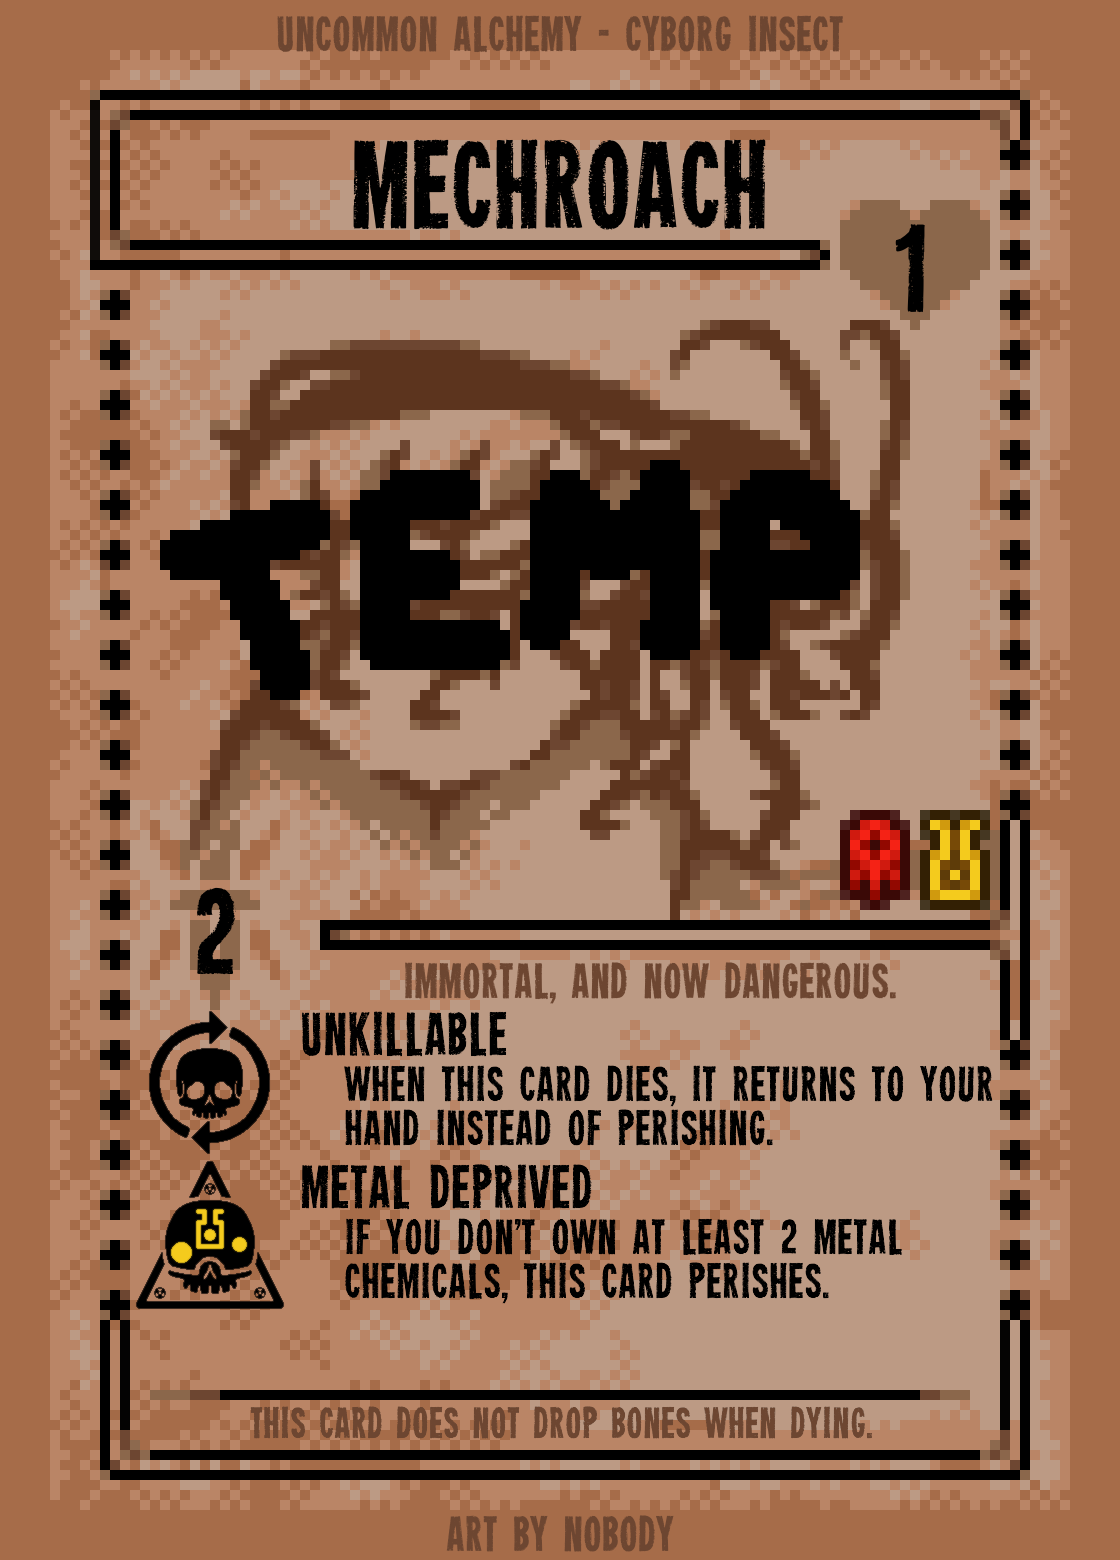 UNCOMMON ALCHEMY - CYBORG INSECT
MECHROACH
1
TEMP
2
IMMORTAL, AND NOW DANGEROUS.
UNKILLABLE
WHEN THIS CARD DIES, IT RETURNS TO YOUR
HAND INSTEAD OF PERISHING.
METAL DEPRIVED
IF YOU DON'T OWN AT LEAST 2 METAL
CHEMICALS, THIS CARD PERISHES.
THIS CARD DOES NOT DROP BONES WHEN DYING.
ART BY NOBODY